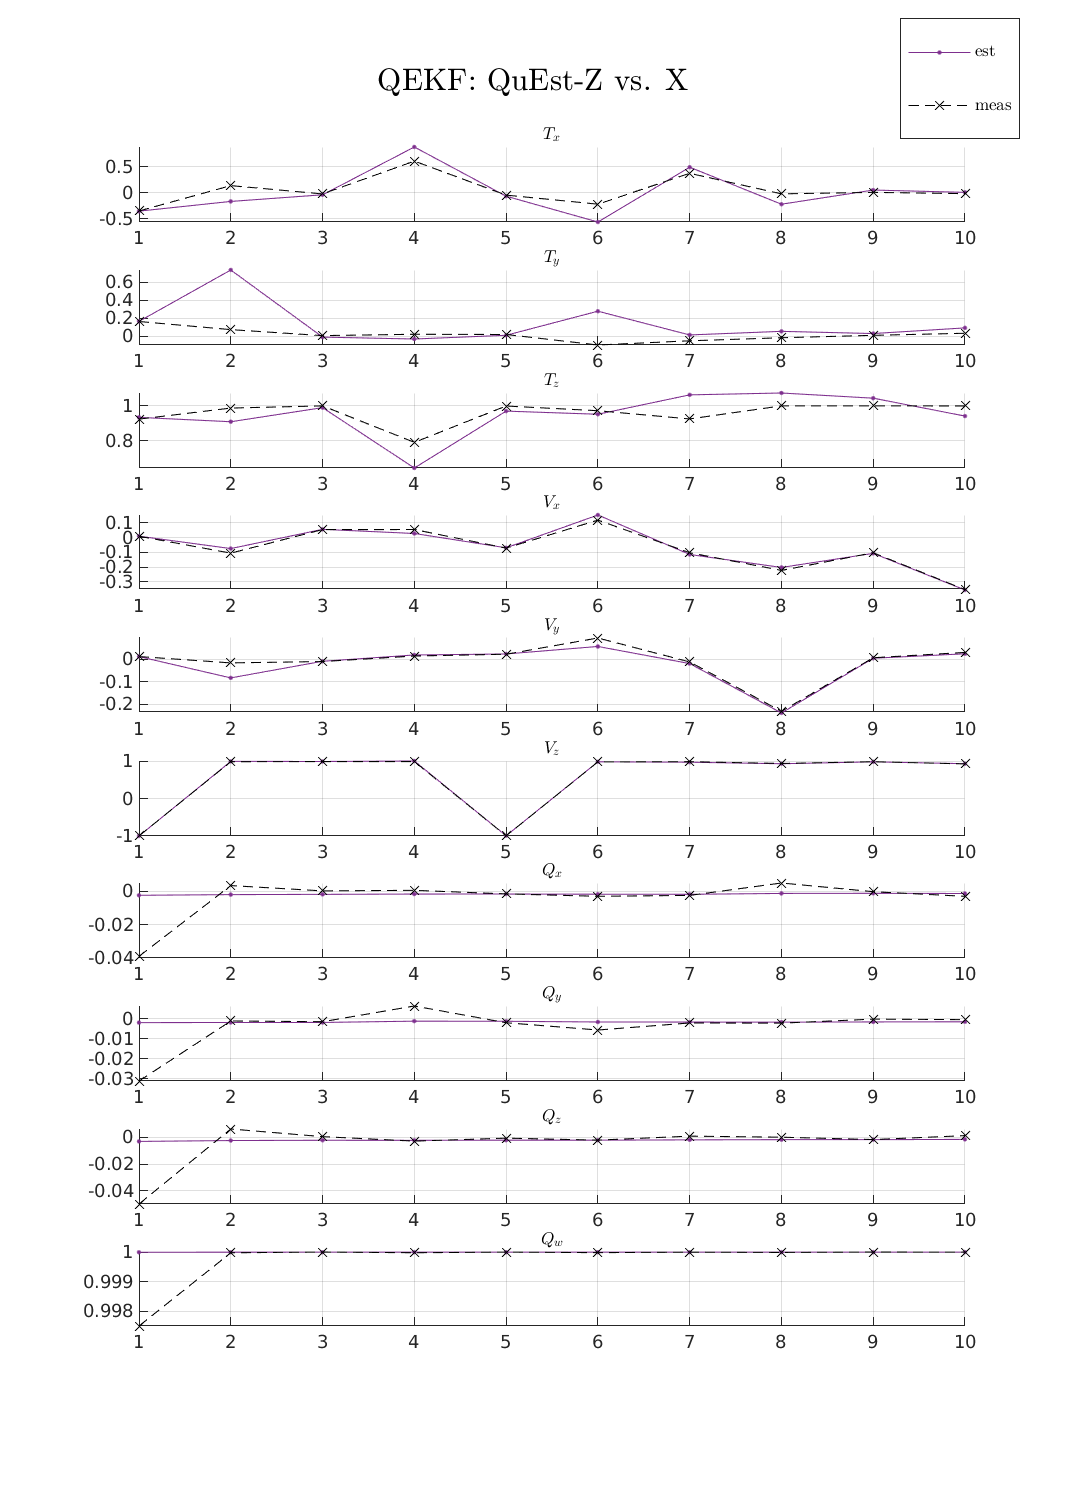 est
QEKF: QuEst-Z vs. X
meas
T_x
0.5
0
-0.5
1 2 3 4 5 6 7 8 9 10
T_y
0.6
0.4
0.2
0
1 2 3 4 5 6 7 8 9 10
T_z
1
0.8
1 2 3 4 5 6 7 8 9 10
V_x
0.1
0
-0.1
-0.2
-0.3
1 2 3 4 5 6 7 8 9 10
V_y
0
-0.1
-0.2
1 2 3 4 5 6 7 8 9 10
V_z
1
0
-1
1 2 3 4 5 6 7 8 9 10
Q_x
0
-0.02
-0.04
1 2 3 4 5 6 7 8 9 10
Q_y
0
-0.01
-0.02
-0.03
1 2 3 4 5 6 7 8 9 10
Q_z
0
-0.02
-0.04
1 2 3 4 5 6 7 8 9 10
Q_w
1
0.999
0.998
1 2 3 4 5 6 7 8 9 10